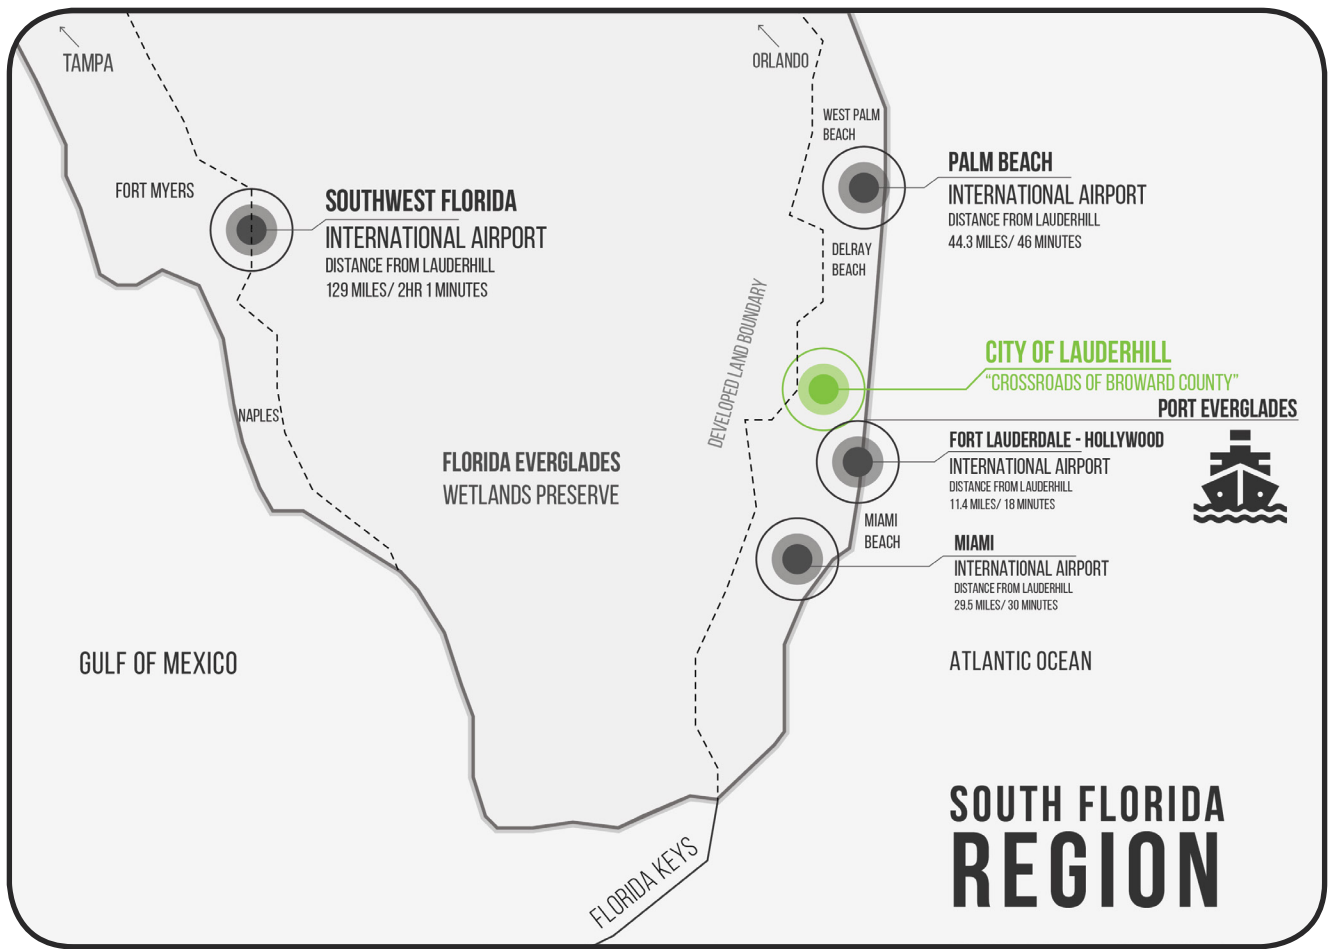 TAMPA
ORLANDO
WEST PALM
BEACH
PALM BEACH
INTERNATIONAL AIRPORT
DISTANCE FROM LAUDERHILL
44.3 MILES/ 46 MINUTES
FORT MYERS
SOUTHWEST FLORIDA
INTERNATIONAL AIRPORT
DISTANCE FROM LAUDERHILL
129 MILES/ 2HR 1 MINUTES
DELRAY
BEACH
DEVELOPED LAND BOUNDARY
CITY OF LAUDERHILL
“CROSSROADS OF BROWARD COUNTY”
PORT EVERGLADES
NAPLES
FLORIDA EVERGLADES
WETLANDS PRESERVE
FORT LAUDERDALE - HOLLYWOOD
INTERNATIONAL AIRPORT
DISTANCE FROM LAUDERHILL
11.4 MILES/ 18 MINUTES
MIAMI
BEACH
MIAMI
INTERNATIONAL AIRPORT
DISTANCE FROM LAUDERHILL
29.5 MILES/ 30 MINUTES
GULF OF MEXICO
ATLANTIC OCEAN
FLORIDA KEYS
SOUTH FLORIDA
REGION